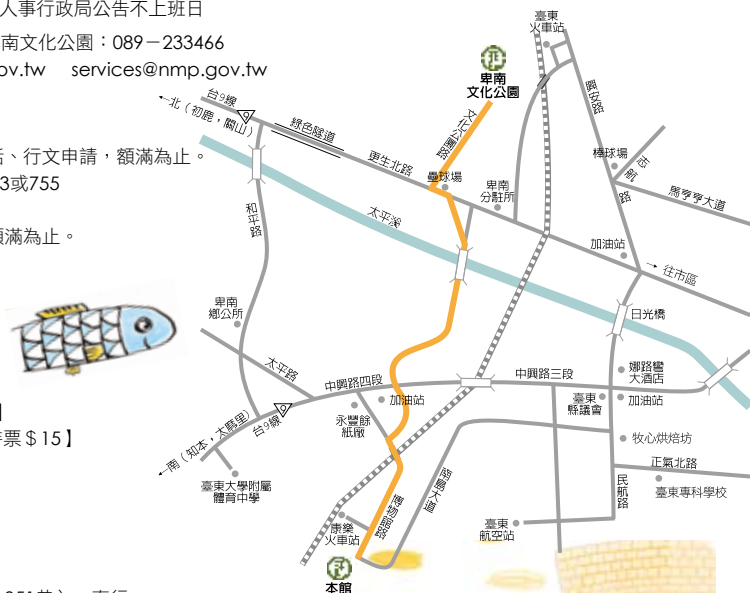 人事行政局公告不上班日
南文化公園：089－233466
ov.tw services@nmp.gov.tw
、行文申請，額滿為止。
3或755
額滿為止。
】
票＄15】
臺東
火車站
卑南
文化公園
台9線
9
←北（初鹿，關山）
綠色隧道
文化公園路
興安路
更生北路
壘球場
卑南
分駐所
棒球場
志航
路
馬亨亨大道
和平路
太平溪
加油站
→往市區
卑南
鄉公所
日光橋
太平路
中興路四段
中興路三段
娜路彎
大酒店
加油站
臺東
縣議會
加油站
永豐餘
紙廠
9
台9線
←南（知本，太麻里）
牧心烘焙坊
正氣北路
臺東大學附屬
體育中學
南島大道
民航路
臺東專科學校
博物館路
康樂
火車站
臺東
航空站
本館